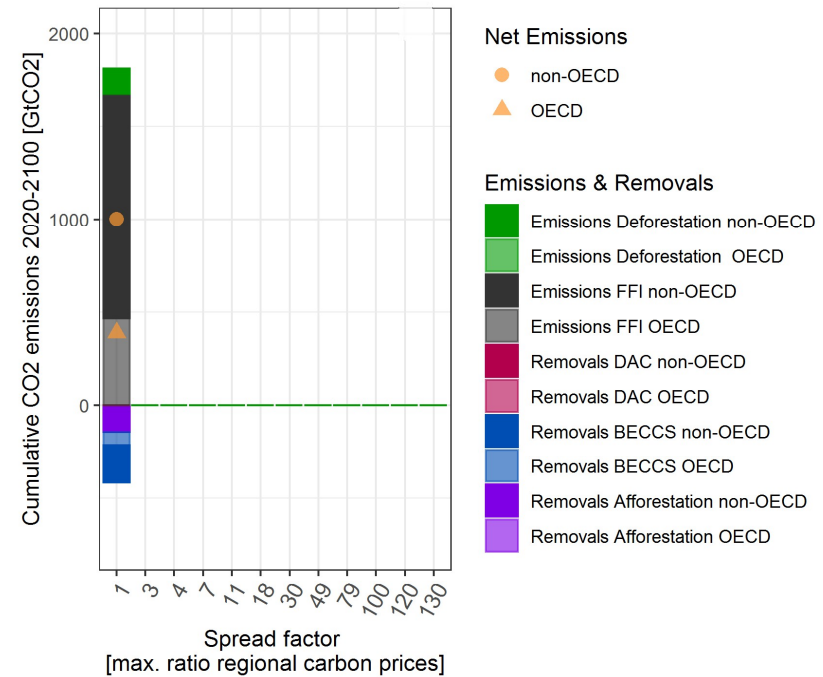 Cumulative CO2 emissions 2020-2100 [GtCO2]
2000
1000
0
1 3 4 7 11 18 30 49 79 100 120 130
Spread factor
[max. ratio regional carbon prices]
Net Emissions
non-OECD
OECD
Emissions & Removals
Emissions Deforestation non-OECD
Emissions Deforestation OECD
Emissions FFI non-OECD
Emissions FFI OECD
Removals DAC non-OECD
Removals DAC OECD
Removals BECCS non-OECD
Removals BECCS OECD
Removals Afforestation non-OECD
Removals Afforestation OECD